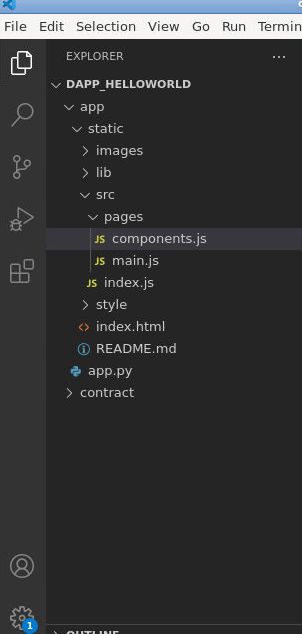 File Edit Selection View Go Run Termin
EXPLORER
DAPP_HELLOWORLD
app
static
images
lib
src
pages
JS components.js
JS main.js
JS index.js
style
<> index.html
README.md
app.py
contract
1
OUTLINE